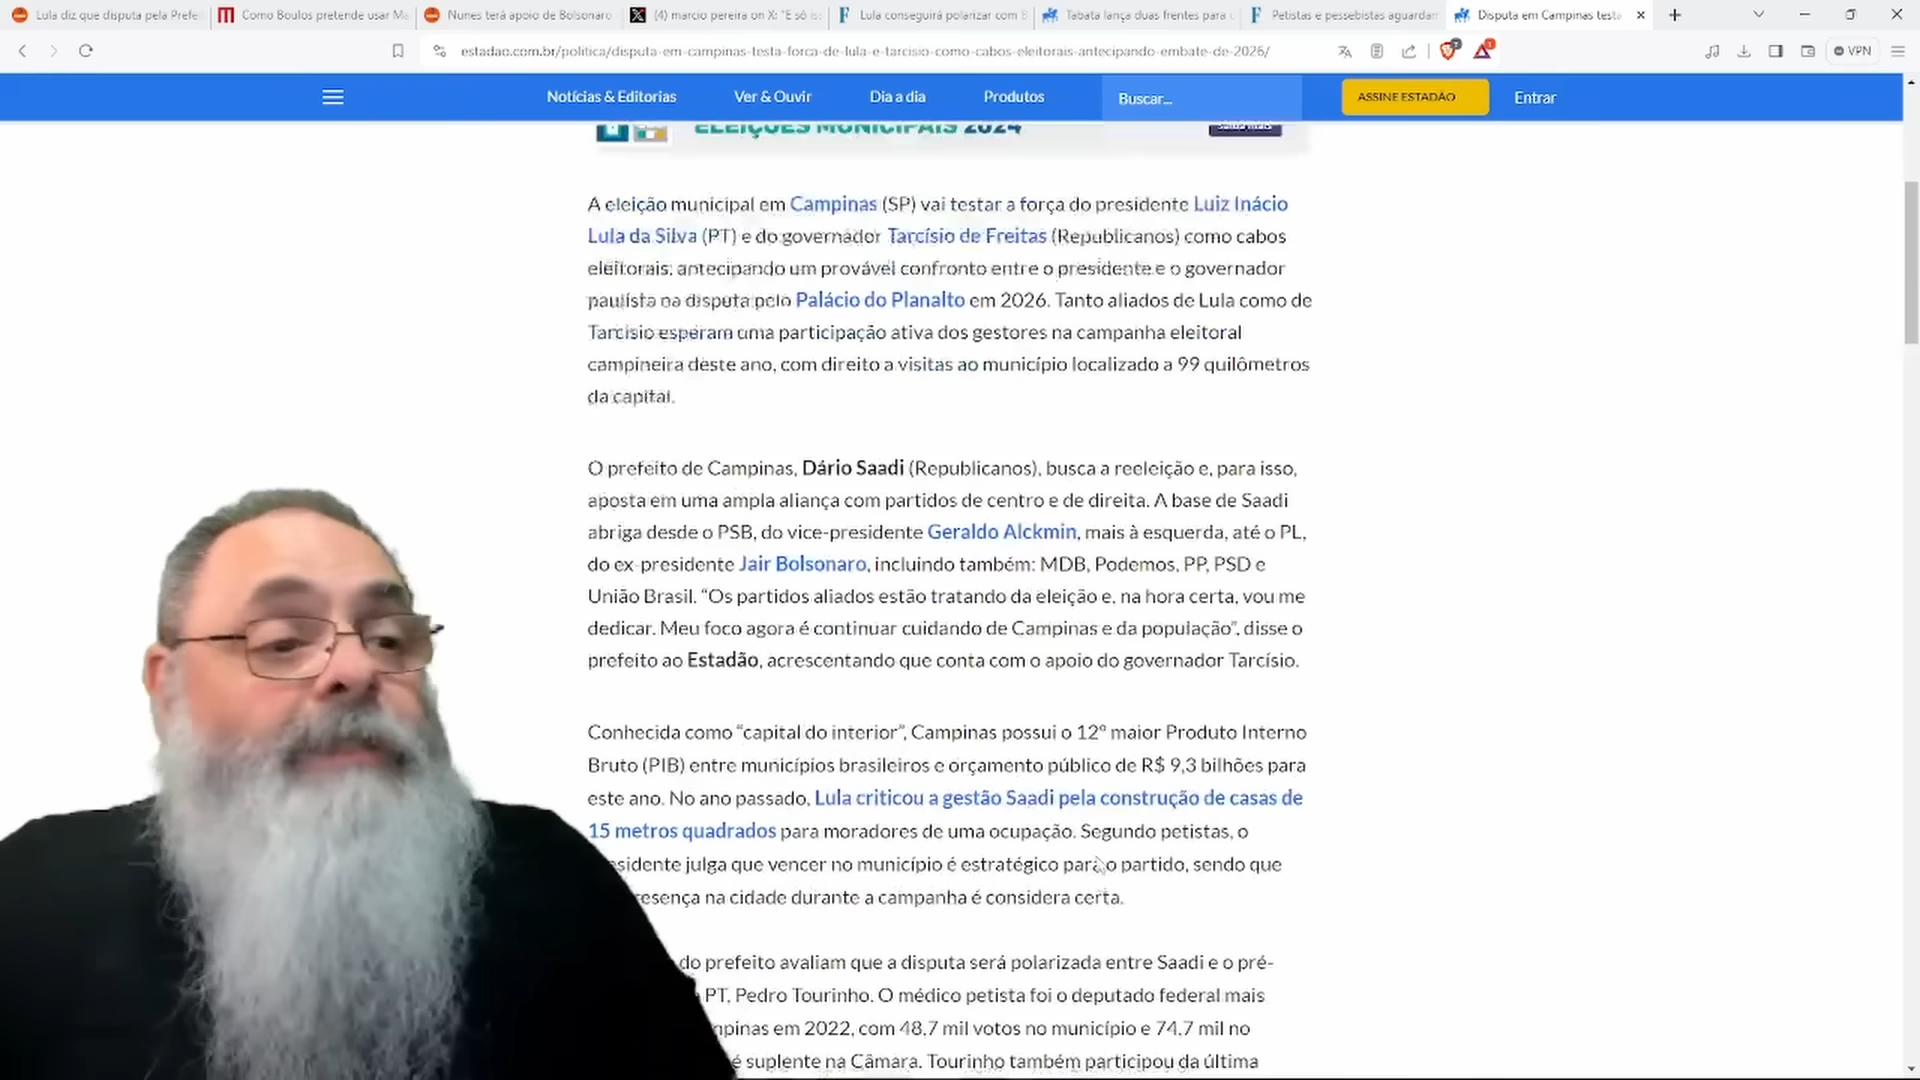 Lula diz que disputa pela Prefei
Como Boulos pretende usar Ma
Nunes terá apoio de Bolsonaro
(4) marcio pereira on X: "E só is
Lula conseguirá polarizar com B
Tabata lança duas frentes para c
Petistas e pessebistas aguardam
Disputa em Campinas testa
estadao.com.br/politica/disputa-em-campinas-testa-forca-de-lula-e-tarcisio-como-cabos-eleitorais-antecipando-embate-de-2026/
VPN
Notícias & Editorias
Ver & Ouvir
Dia a dia
Produtos
Buscar...
ASSINE ESTADÃO
Entrar
ELEIÇÕES MUNICIPAIS 2024
A eleição municipal em Campinas (SP) vai testar a força do presidente Luiz Inácio
Lula da Silva (PT) e do governador Tarcísio de Freitas (Republicanos) como cabos
eleitorais, antecipando um provável confronto entre o presidente e o governador
paulista na disputa pelo Palácio do Planalto em 2026. Tanto aliados de Lula como de
Tarcísio esperam uma participação ativa dos gestores na campanha eleitoral
campineira deste ano, com direito a visitas ao município localizado a 99 quilômetros
da capital.
O prefeito de Campinas, Dário Saadi (Republicanos), busca a reeleição e, para isso,
aposta em uma ampla aliança com partidos de centro e de direita. A base de Saadi
abriga desde o PSB, do vice-presidente Geraldo Alckmin, mais à esquerda, até o PL,
do ex-presidente Jair Bolsonaro, incluindo também: MDB, Podemos, PP, PSD e
União Brasil. “Os partidos aliados estão tratando da eleição e, na hora certa, vou me
dedicar. Meu foco agora é continuar cuidando de Campinas e da população”, disse o
prefeito ao Estadão, acrescentando que conta com o apoio do governador Tarcísio.
Conhecida como “capital do interior”, Campinas possui o 12º maior Produto Interno
Bruto (PIB) entre municípios brasileiros e orçamento público de R$ 9,3 bilhões para
este ano. No ano passado, Lula criticou a gestão Saadi pela construção de casas de
15 metros quadrados para moradores de uma ocupação. Segundo petistas, o
sidente julga que vencer no município é estratégico para o partido, sendo que
esença na cidade durante a campanha é considera certa.
do prefeito avaliam que a disputa será polarizada entre Saadi e o pré-
PT, Pedro Tourinho. O médico petista foi o deputado federal mais
npinas em 2022, com 48,7 mil votos no município e 74,7 mil no
é suplente na Câmara. Tourinho também participou da última